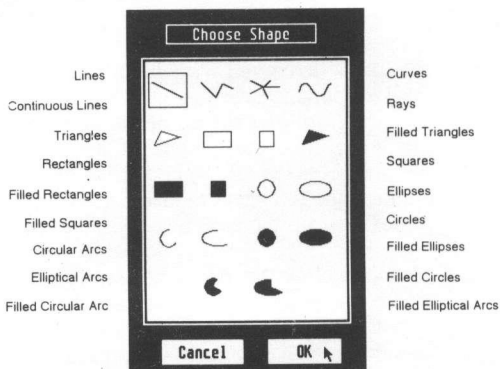 Choose Shape
Lines
Continuous Lines
Triangles
Rectangles
Filled Rectangles
Filled Squares
Circular Arcs
Elliptical Arcs
Filled Circular Arc
Curves
Rays
Filled Triangles
Squares
Ellipses
Circles
Filled Ellipses
Filled Circles
Filled Elliptical Arcs
Cancel OK